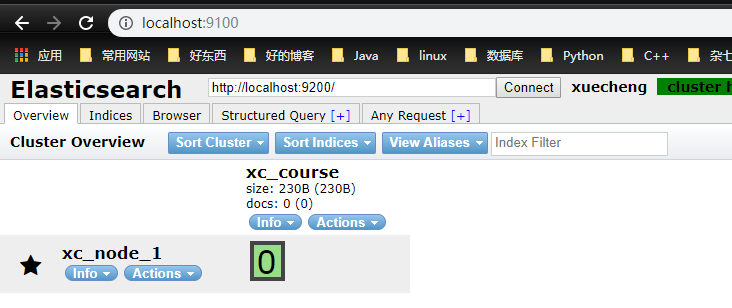 localhost:9100
应用 常用网站 好东西 好的博客 Java linux 数据库 Python C++ 杂七
Elasticsearch http://localhost:9200/ Connect xuecheng cluster h
Overview Indices Browser Structured Query [+] Any Request [+]
Cluster Overview Sort Cluster Sort Indices View Aliases Index Filter
xc_course
size: 230B (230B)
docs: 0 (0)
Info Actions
xc_node_1 0
Info Actions